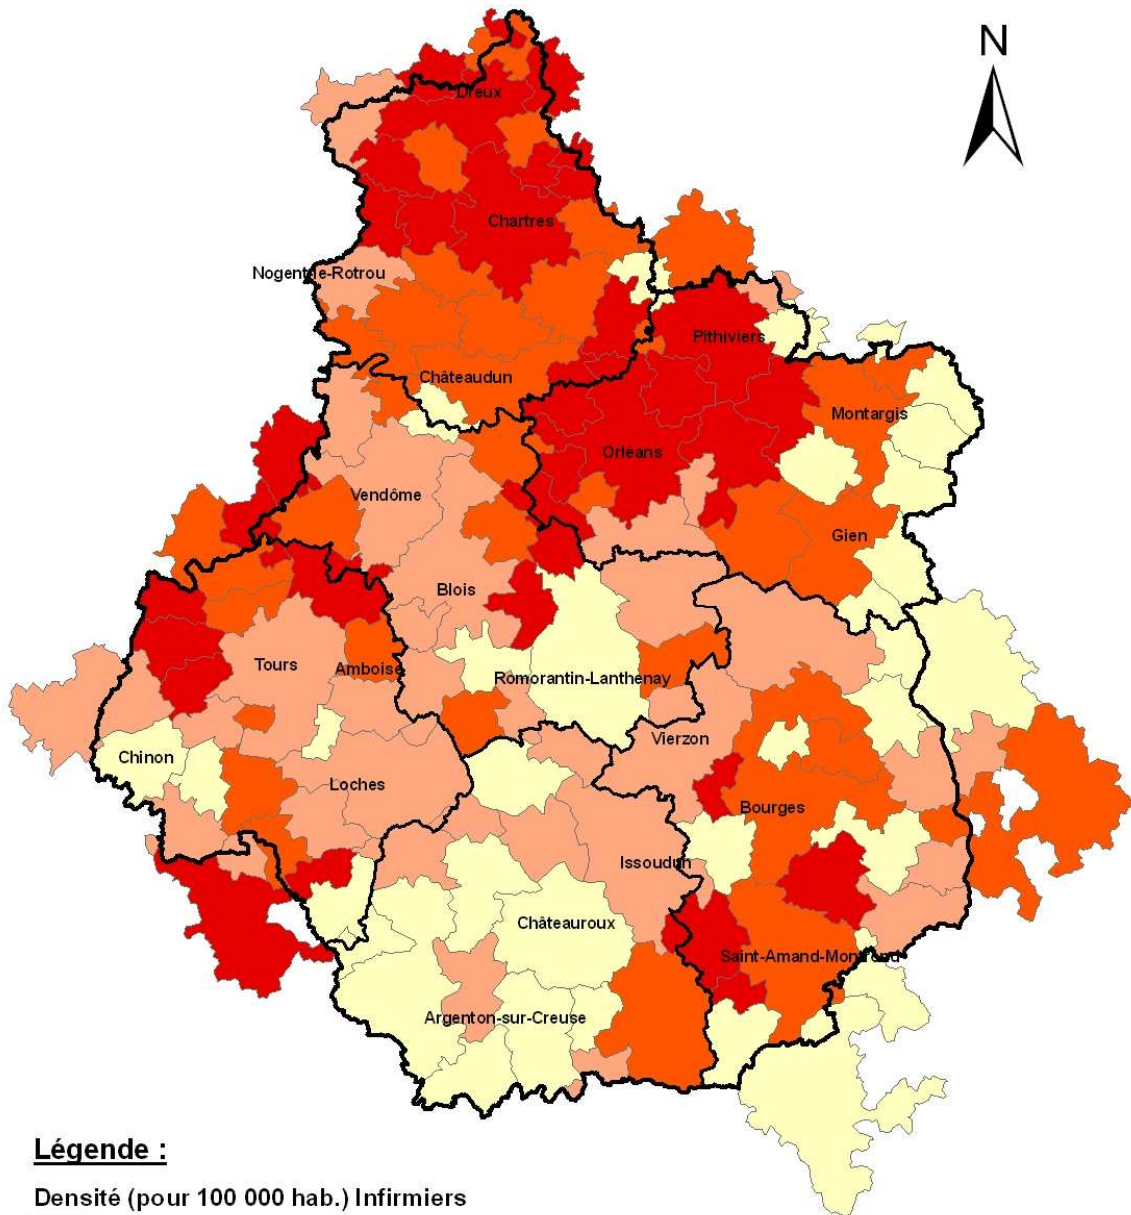 N
Dreux
Chartres
Nogent-le-Rotrou
Pithiviers
Châteaudun
Montargis
Orléans
Vendôme
Gien
Blois
Tours
Amboise
Romorantin-Lanthenay
Vierzon
Chinon
Loches
Bourges
Issoudun
Châteauroux
Saint-Amand-Montrond
Argenton-sur-Creuse
Légende :
Densité (pour 100 000 hab.) Infirmiers